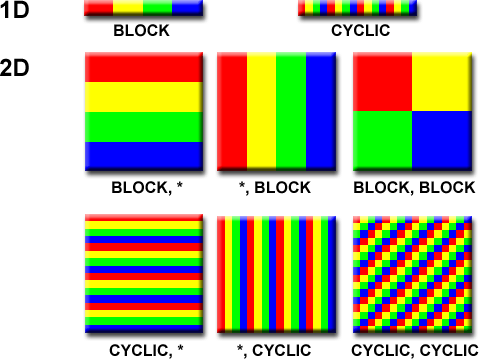 1D
BLOCK
CYCLIC
2D
BLOCK, *
*, BLOCK
BLOCK, BLOCK
CYCLIC, *
*, CYCLIC
CYCLIC, CYCLIC